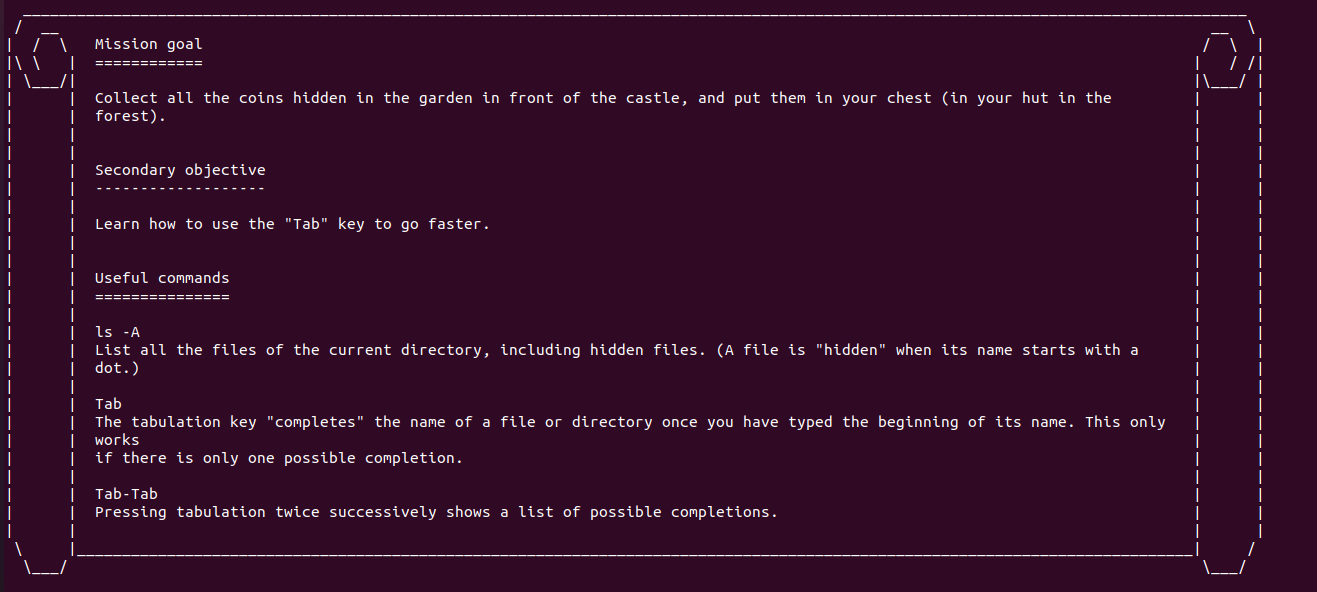 Mission goal
============
Collect all the coins hidden in the garden in front of the castle, and put them in your chest (in your hut in the
forest).
Secondary objective
-------------------
Learn how to use the "Tab" key to go faster.
Useful commands
===============
ls -A
List all the files of the current directory, including hidden files. (A file is "hidden" when its name starts with a
dot.)
Tab
The tabulation key "completes" the name of a file or directory once you have typed the beginning of its name. This only
works
if there is only one possible completion.
Tab-Tab
Pressing tabulation twice successively shows a list of possible completions.